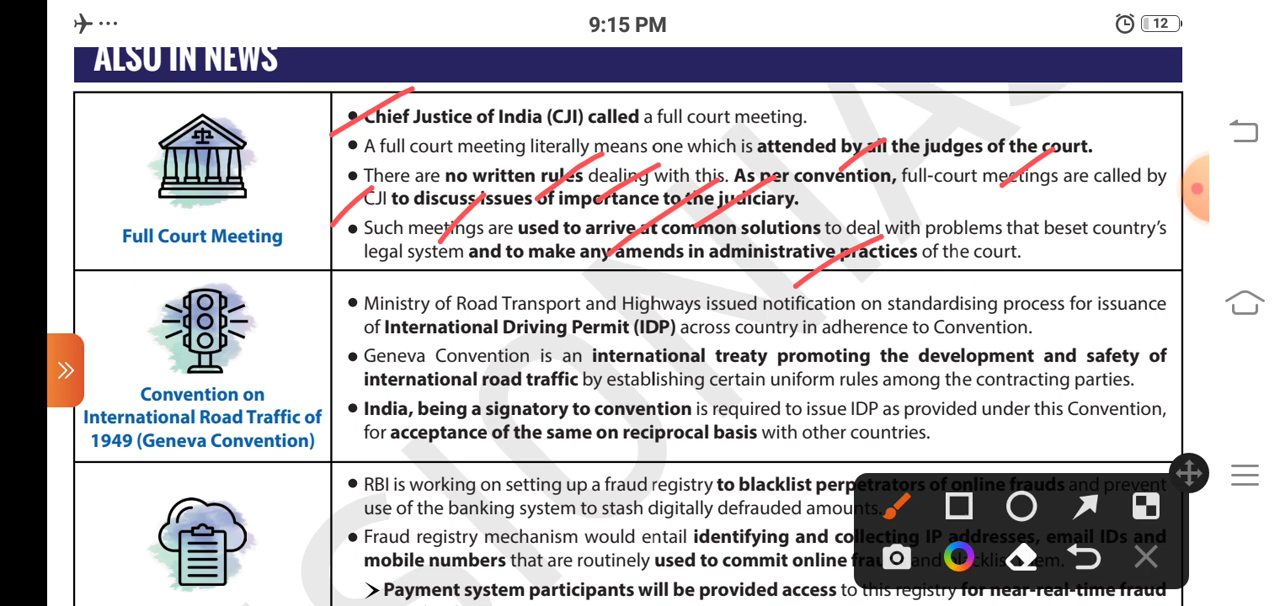 9:15 PM
12
ALSO IN NEWS
Full Court Meeting
● Chief Justice of India (CJI) called a full court meeting.
● A full court meeting literally means one which is attended by all the judges of the court.
● There are no written rules dealing with this. As per convention, full-court meetings are called by
CJI to discuss issues of importance to the judiciary.
● Such meetings are used to arrive at common solutions to deal with problems that beset country's
legal system and to make any amends in administrative practices of the court.
Convention on
International Road Traffic of
1949 (Geneva Convention)
● Ministry of Road Transport and Highways issued notification on standardising process for issuance
of International Driving Permit (IDP) across country in adherence to Convention.
● Geneva Convention is an international treaty promoting the development and safety of
international road traffic by establishing certain uniform rules among the contracting parties.
● India, being a signatory to convention is required to issue IDP as provided under this Convention,
for acceptance of the same on reciprocal basis with other countries.
● RBI is working on setting up a fraud registry to blacklist perpetrators of online frauds and prevent
use of the banking system to stash digitally defrauded amounts.
● Fraud registry mechanism would entail identifying and collecting IP addresses, email IDs and
mobile numbers that are routinely used to commit online and
➤ Payment system participants will be provided access to this registry for near-real-time fraud